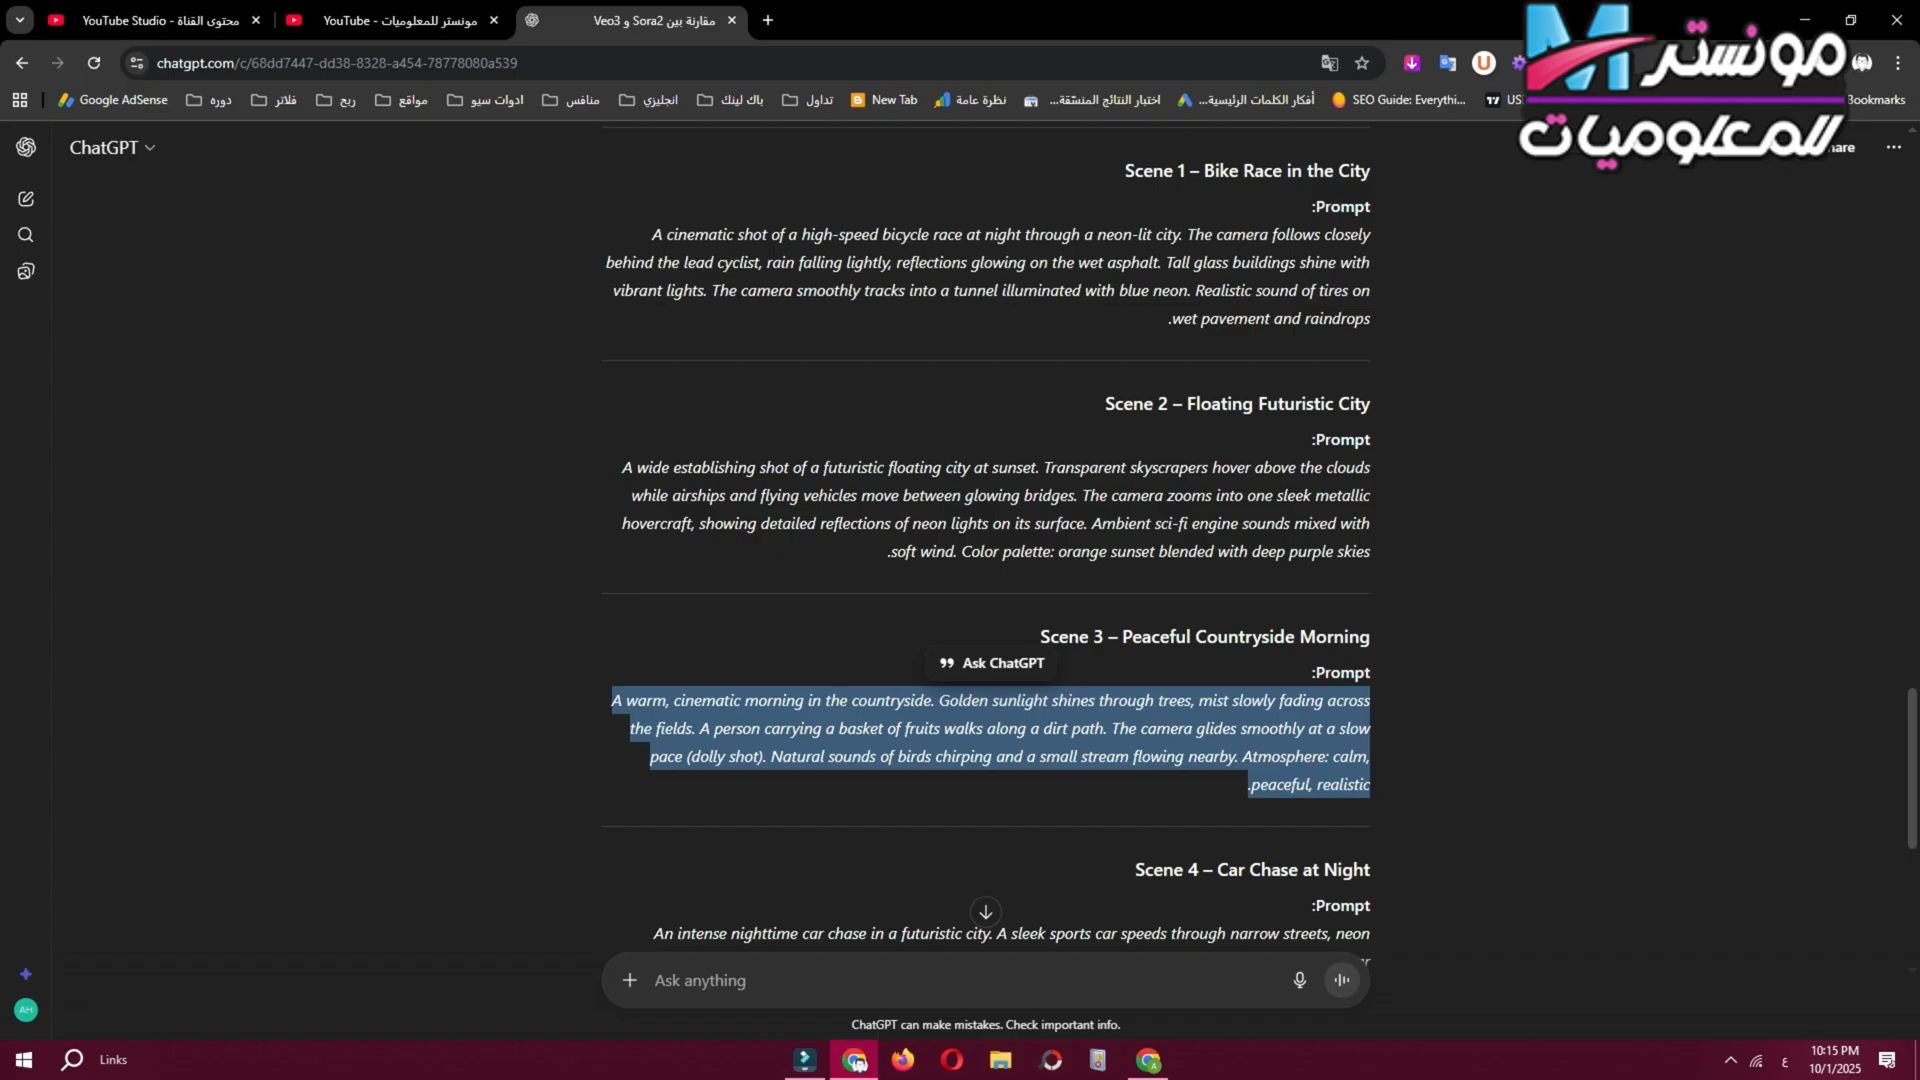 YouTube Studio - محتوى القناة
مونستر للمعلوميات - YouTube
مقارنة بين Sora2 و Veo3
chatgpt.com/c/68dd7447-dd38-8328-a454-78778080a539
Google AdSense
دوره
فلاتر
ربح
مواقع
ادوات سيو
منافس
انجليزي
باك لينك
تداول
New Tab
نظرة عامة
اختبار النتائج المنسّقة...
أفكار الكلمات الرئيسية...
SEO Guide: Everythi...
Bookmarks
مونستر
للمعلوميات
ChatGPT
Scene 1 – Bike Race in the City
Prompt:
A cinematic shot of a high-speed bicycle race at night through a neon-lit city. The camera follows closely
behind the lead cyclist, rain falling lightly, reflections glowing on the wet asphalt. Tall glass buildings shine with
vibrant lights. The camera smoothly tracks into a tunnel illuminated with blue neon. Realistic sound of tires on
wet pavement and raindrops.
Scene 2 – Floating Futuristic City
Prompt:
A wide establishing shot of a futuristic floating city at sunset. Transparent skyscrapers hover above the clouds
while airships and flying vehicles move between glowing bridges. The camera zooms into one sleek metallic
hovercraft, showing detailed reflections of neon lights on its surface. Ambient sci-fi engine sounds mixed with
soft wind. Color palette: orange sunset blended with deep purple skies.
Scene 3 – Peaceful Countryside Morning
Ask ChatGPT
Prompt:
A warm, cinematic morning in the countryside. Golden sunlight shines through trees, mist slowly fading across
the fields. A person carrying a basket of fruits walks along a dirt path. The camera glides smoothly at a slow
pace (dolly shot). Natural sounds of birds chirping and a small stream flowing nearby. Atmosphere: calm,
peaceful, realistic.
Scene 4 – Car Chase at Night
Prompt:
An intense nighttime car chase in a futuristic city. A sleek sports car speeds through narrow streets, neon
Ask anything
AH
ChatGPT can make mistakes. Check important info.
Links
ع
10:15 PM
10/1/2025